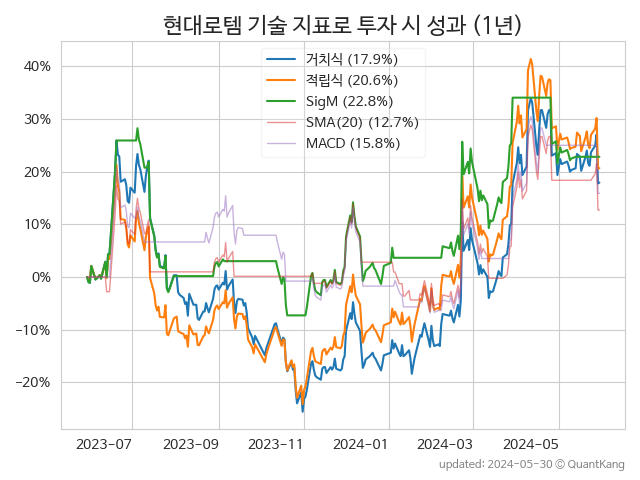 현대로템 기술 지표로 투자 시 성과 (1년)
거치식 (17.9%)
적립식 (20.6%)
SigM (22.8%)
SMA(20) (12.7%)
MACD (15.8%)
40%
30%
20%
10%
0%
−10%
−20%
2023−07
2023−09
2023−11
2024−01
2024−03
2024−05
updated: 2024-05-30 © QuantKang